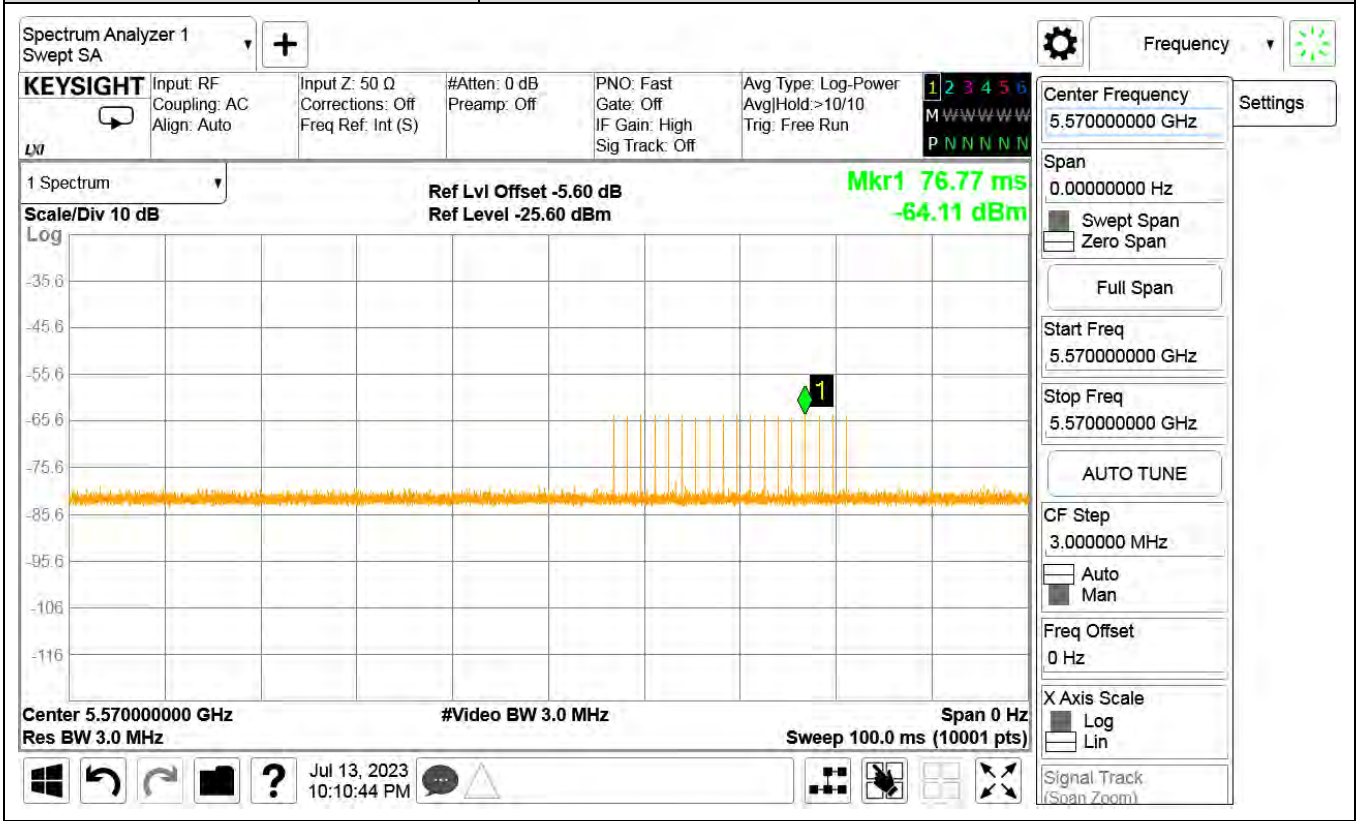 Spectrum Analyzer 1
Swept SA
+
Frequency
KEYSIGHT
LXI
Input: RF
Coupling: AC
Align: Auto
Input Z: 50 Ω
Corrections: Off
Freq Ref: Int (S)
#Atten: 0 dB
Preamp: Off
PNO: Fast
Gate: Off
IF Gain: High
Sig Track: Off
Avg Type: Log-Power
Avg|Hold:>10/10
Trig: Free Run
1 2 3 4 5 6
M W W W W W W
P N N N N N N
1 Spectrum
Scale/Div 10 dB
Log
Ref Lvl Offset -5.60 dB
Ref Level -25.60 dBm
Mkr1 76.77 ms
-64.11 dBm
-35.6
-45.6
-55.6
-65.6
-75.6
-85.6
-95.6
-106
-116
1
Center 5.570000000 GHz
Res BW 3.0 MHz
#Video BW 3.0 MHz
Span 0 Hz
Sweep 100.0 ms (10001 pts)
?
Jul 13, 2023
10:10:44 PM
Center Frequency
5.570000000 GHz
Settings
Span
0.00000000 Hz
Swept Span
Zero Span
Full Span
Start Freq
5.570000000 GHz
Stop Freq
5.570000000 GHz
AUTO TUNE
CF Step
3.000000 MHz
Auto
Man
Freq Offset
0 Hz
X Axis Scale
Log
Lin
Signal Track
(Span Zoom)